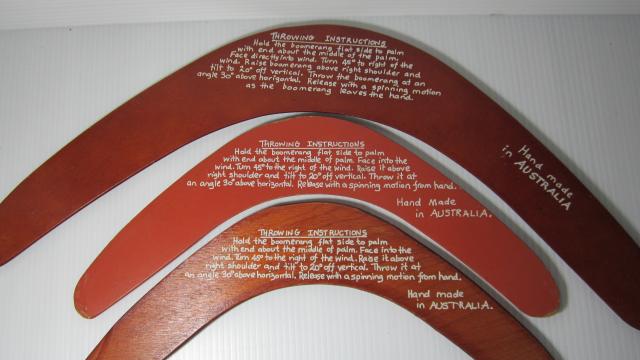 THROWING INSTRUCTIONS
Hold the boomerang flat side to palm
with end about the middle of the palm.
Face directly into wind. Turn 45° to right of the
wind. Raise boomerang above right shoulder and
tilt to 20° off vertical. Throw the boomerang at an
angle 30° above horizontal. Release with a spinning motion
as the boomerang leaves the hand.
Hand made
in AUSTRALIA
THROWING INSTRUCTIONS
Hold the boomerang flat side to palm
with end about the middle of palm. Face into the
wind. Turn 45° to the right of the wind. Raise it above
right shoulder and tilt to 20° off vertical. Throw it at
an angle 30° above horizontal. Release with a spinning motion from hand.
Hand Made
in AUSTRALIA.
THROWING INSTRUCTIONS
Hold the boomerang flat side to palm
with end about the middle of palm. Face into the
wind. Turn 45° to the right of the wind. Raise it above
right shoulder and tilt to 20° off vertical. Throw it at
an angle 30° above horizontal. Release with a spinning motion from hand.
Hand made
in AUSTRALIA.